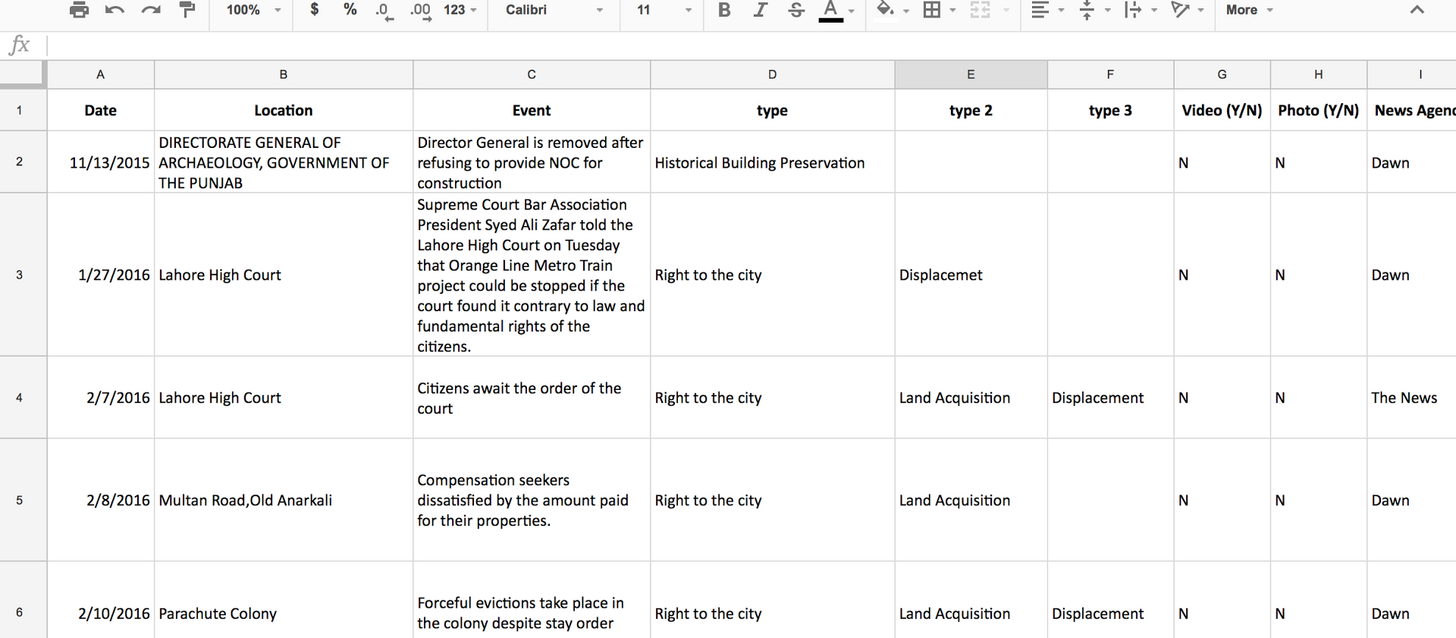 100% $ % .0 .00 123 Calibri 11 B I S A More
fx
A B C D E F G H I
1 Date Location Event type type 2 type 3 Video (Y/N) Photo (Y/N) News Agenc
DIRECTORATE GENERAL OF
ARCHAEOLOGY, GOVERNMENT OF
THE PUNJAB
Director General is removed after
refusing to provide NOC for
construction
2 11/13/2015 Historical Building Preservation N N Dawn
Supreme Court Bar Association
President Syed Ali Zafar told the
Lahore High Court on Tuesday
that Orange Line Metro Train
project could be stopped if the
court found it contrary to law and
fundamental rights of the
citizens.
3 1/27/2016 Lahore High Court Right to the city Displacemet N N Dawn
Citizens await the order of the
court
4 2/7/2016 Lahore High Court Right to the city Land Acquisition Displacement N N The News
Compensation seekers
dissatisfied by the amount paid
for their properties.
5 2/8/2016 Multan Road,Old Anarkali Right to the city Land Acquisition N N Dawn
Forceful evictions take place in
the colony despite stay order
6 2/10/2016 Parachute Colony Right to the city Land Acquisition Displacement N N Dawn